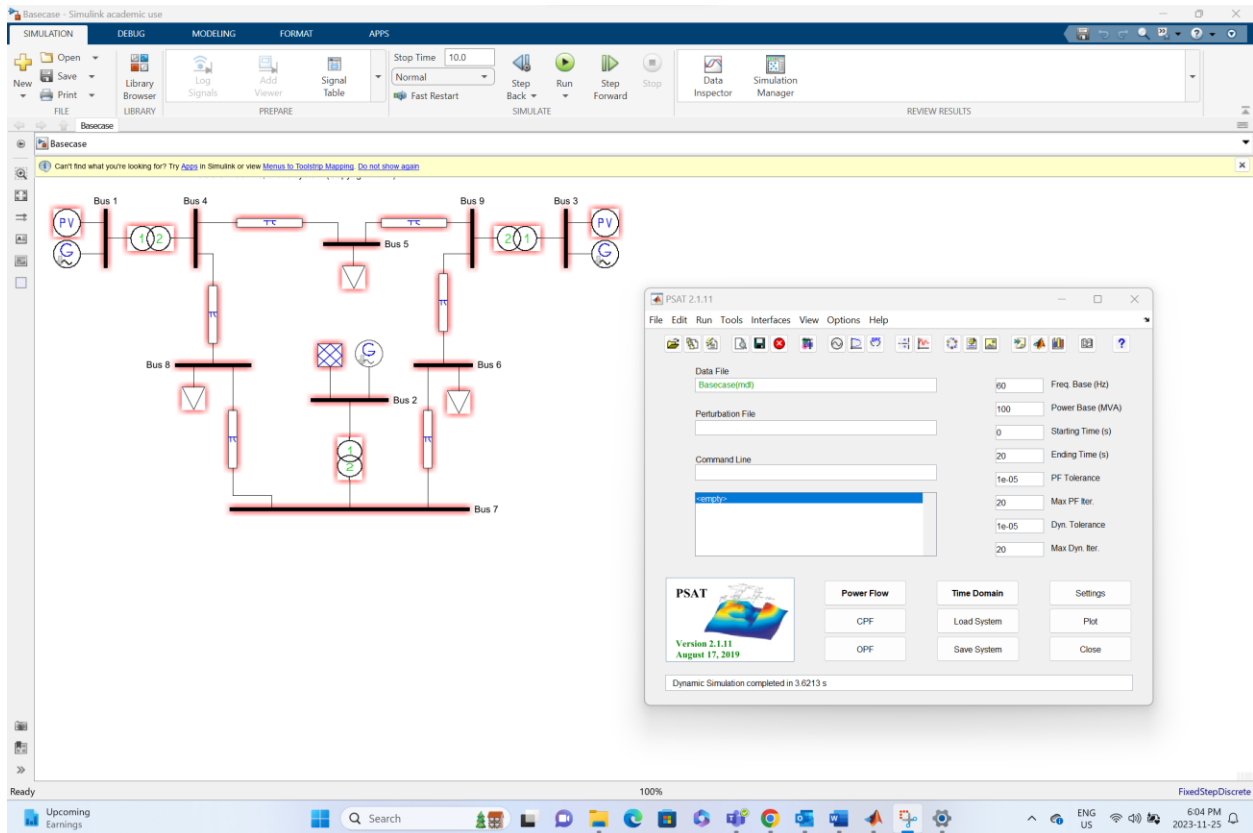 Basecase - Simulink academic use
SIMULATION DEBUG MODELING FORMAT APPS
New
Open
Save
Print
FILE
Library
Browser
LIBRARY
Log
Signals
Add
Viewer
Signal
Table
PREPARE
Stop Time 10.0
Normal
Fast Restart
Step
Back
Run
Step
Forward
Stop
SIMULATE
Data
Inspector
Simulation
Manager
REVIEW RESULTS
Basecase
Basecase
Can't find what you're looking for? Try Apps in Simulink or view Menus to Toolstrip Mapping. Do not show again
Bus 1
Bus 4
Bus 9
Bus 3
PV
G
1 2
π
π
Bus 5
2 1
PV
G
π
π
Bus 8
G
Bus 6
Bus 2
π
1
2
π
Bus 7
PSAT 2.1.11
File Edit Run Tools Interfaces View Options Help
Data File
Basecase(mdl)
Perturbation File
Command Line
<empty>
60 Freq. Base (Hz)
100 Power Base (MVA)
0 Starting Time (s)
20 Ending Time (s)
1e-05 PF Tolerance
20 Max PF Iter.
1e-05 Dyn. Tolerance
20 Max Dyn. Iter.
PSAT
Version 2.1.11
August 17, 2019
Power Flow Time Domain Settings
CPF Load System Plot
OPF Save System Close
Dynamic Simulation completed in 3.6213 s
Ready 100% FixedStepDiscrete
Upcoming
Earnings
Search
ENG
US
6:04 PM
2023-11-25